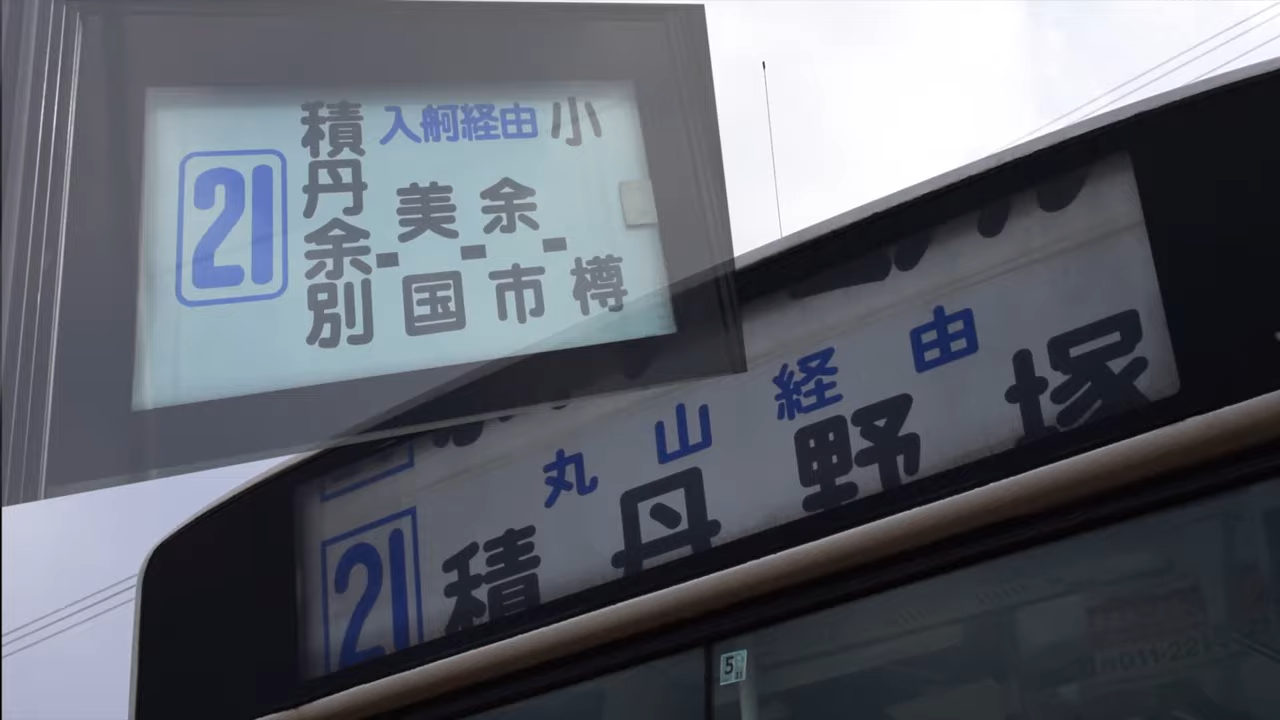 21
積丹余別 - 美国 - 余市 - 小樽
入舸経由
丸山経由
21 積丹野塚
5